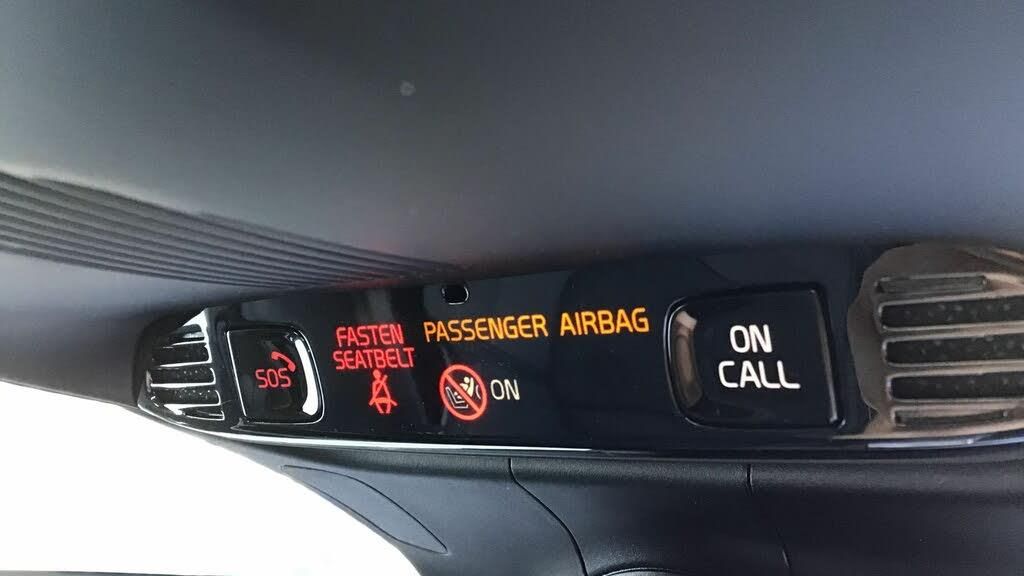 SOS
FASTEN
SEATBELT
PASSENGER AIRBAG
ON
ON
CALL